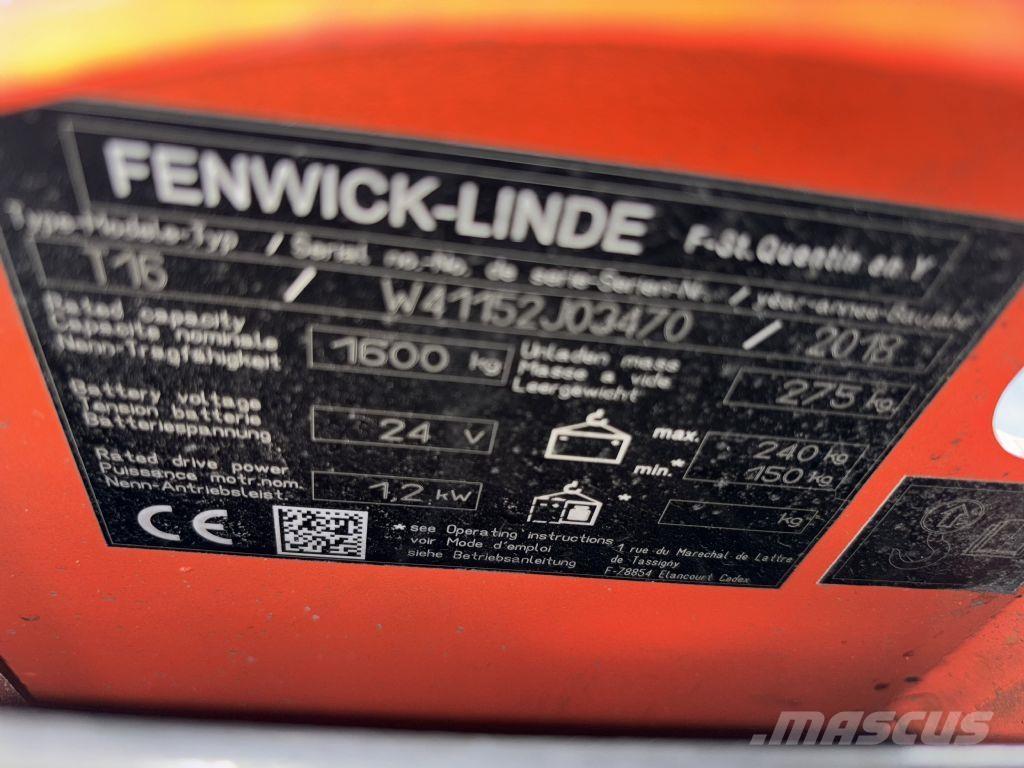 FENWICK-LINDE F-St.Quentin en Y
Type-Modele-Typ / Serial no.-No. de serie-Serien-Nr. / year-annee-Baujahr
T16 / W41152J03470 / 2018
Rated capacity
Capacite nominale
Nenn-Tragfähigkeit
1600 kg
Unladen mass
Masse a vide
Leergewicht
275 kg
Battery voltage
Tension batterie
Batteriespannung
24 V
max. 240 kg
min.* 150 kg
Rated drive power
Puissance motr.nom.
Nenn-Antriebsleist.
1.2 kW
kg
CE
* see Operating instructions
voir Mode d'emploi
siehe Betriebsanleitung
1 rue du Marechal de Lattre
de Tassigny
F-78854 Elancourt Cedex
MASCUS